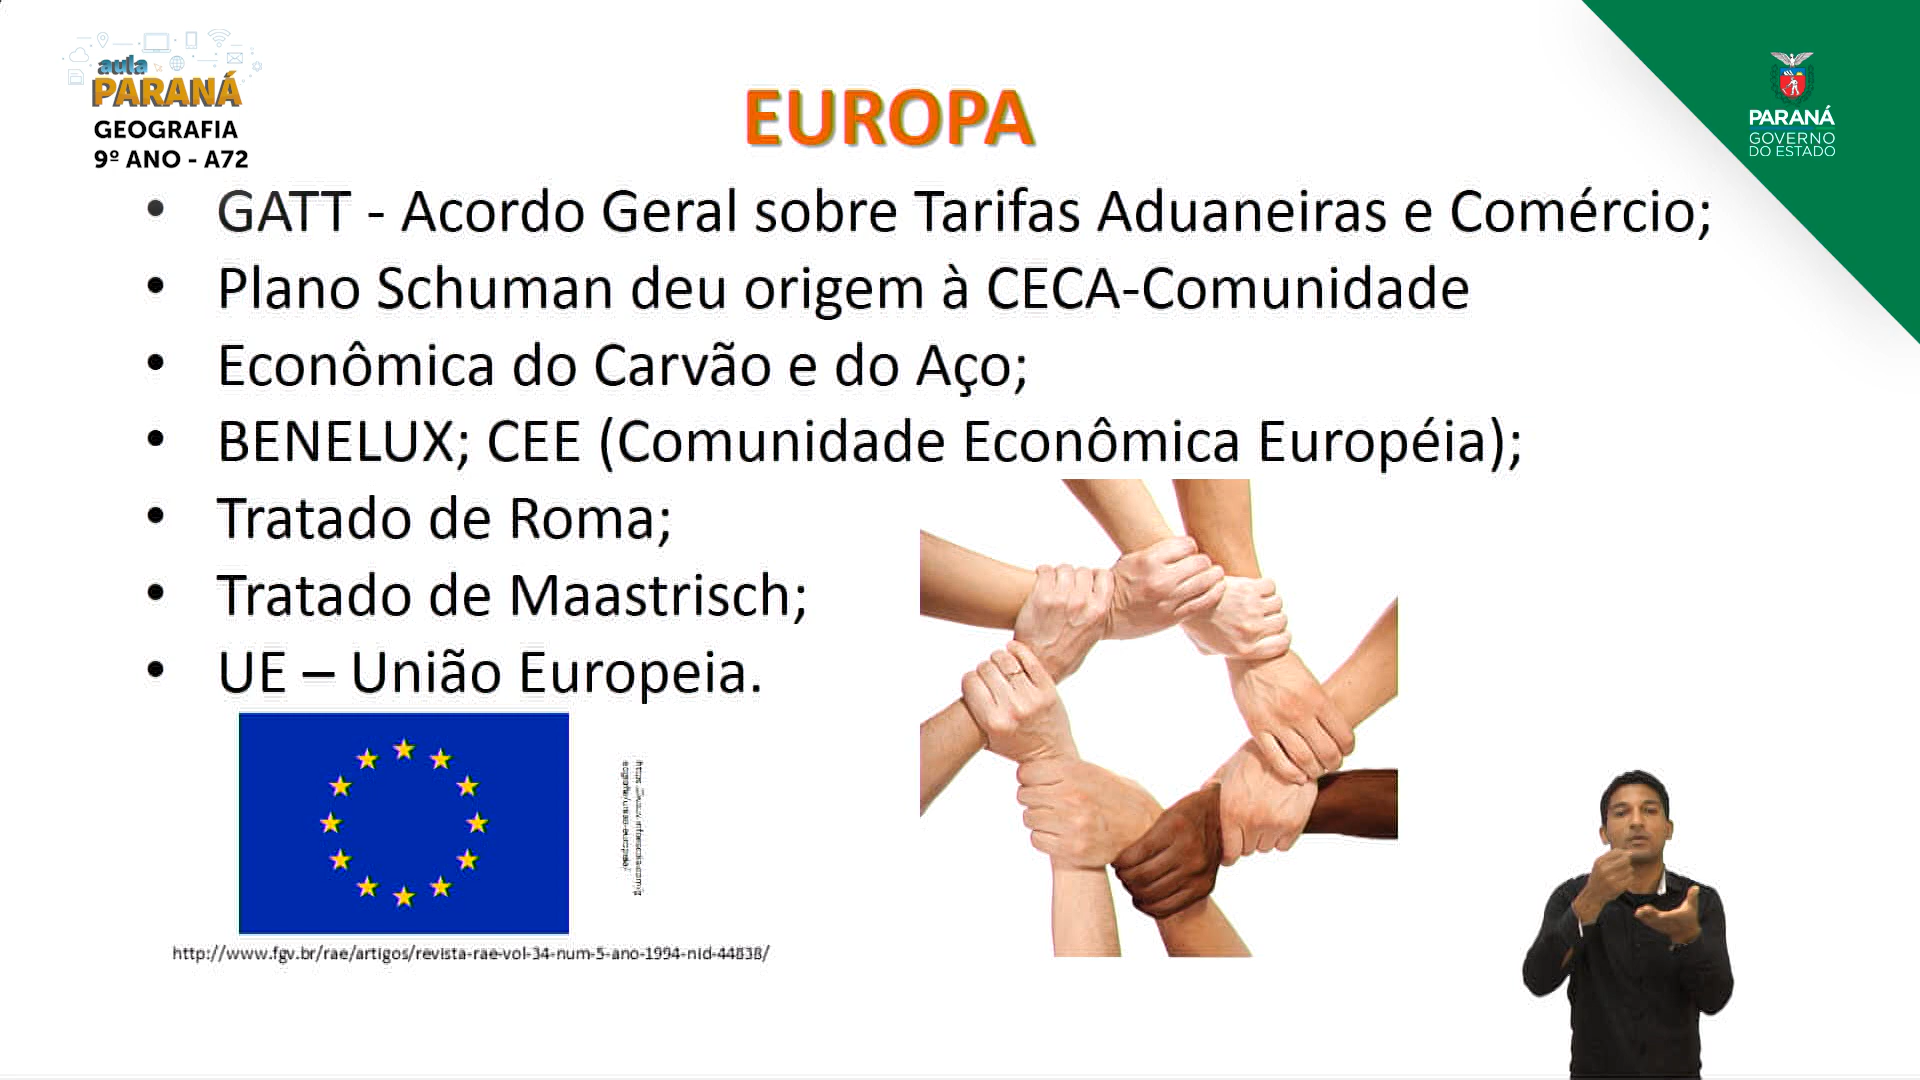 aula
PARANÁ
GEOGRAFIA
9º ANO - A72
EUROPA
PARANÁ
GOVERNO
DO ESTADO
• GATT - Acordo Geral sobre Tarifas Aduaneiras e Comércio;
• Plano Schuman deu origem à CECA-Comunidade
• Econômica do Carvão e do Aço;
• BENELUX; CEE (Comunidade Econômica Européia);
• Tratado de Roma;
• Tratado de Maastrisch;
• UE – União Europeia.
http://www.fgv.br/rae/artigos/revista-rae-vol-34-num-5-ano-1994-nid-44838/